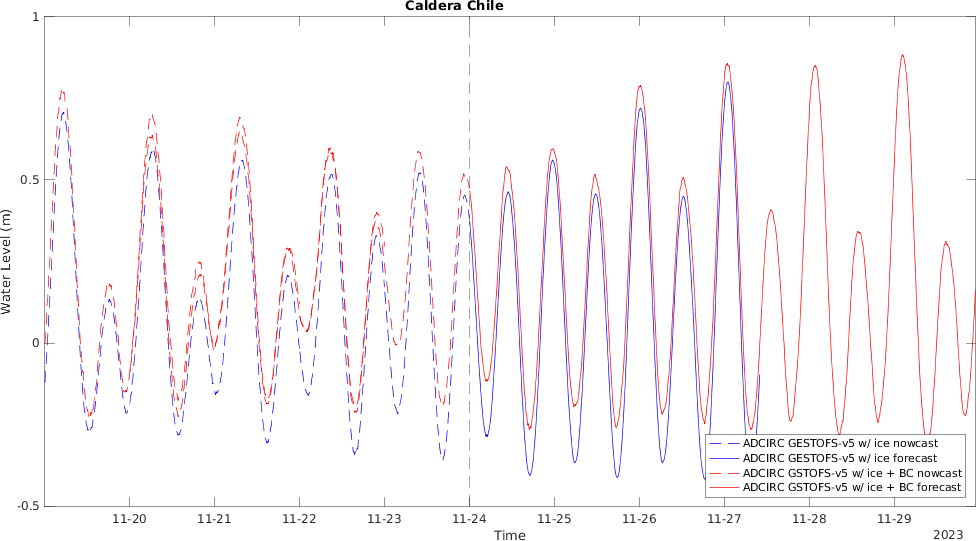 Caldera Chile
1
0.5
0
-0.5
Water Level (m)
11-20
11-21
11-22
11-23
11-24
11-25
11-26
11-27
11-28
11-29
Time
2023
ADCIRC GESTOFS-v5 w/ ice nowcast
ADCIRC GESTOFS-v5 w/ ice forecast
ADCIRC GSTOFS-v5 w/ ice + BC nowcast
ADCIRC GSTOFS-v5 w/ ice + BC forecast